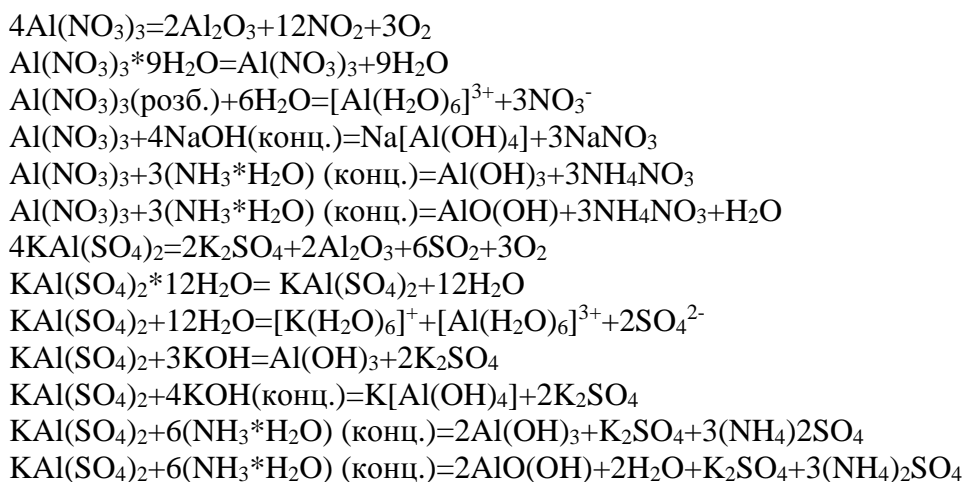 4Al(NO₃)₃=2Al₂O₃+12NO₂+3O₂
Al(NO₃)₃*9H₂O=Al(NO₃)₃+9H₂O
Al(NO₃)₃(розб.)+6H₂O=[Al(H₂O)₆]³⁺+3NO₃⁻
Al(NO₃)₃+4NaOH(конц.)=Na[Al(OH)₄]+3NaNO₃
Al(NO₃)₃+3(NH₃*H₂O) (конц.)=Al(OH)₃+3NH₄NO₃
Al(NO₃)₃+3(NH₃*H₂O) (конц.)=AlO(OH)+3NH₄NO₃+H₂O
4KAl(SO₄)₂=2K₂SO₄+2Al₂O₃+6SO₂+3O₂
KAl(SO₄)₂*12H₂O= KAl(SO₄)₂+12H₂O
KAl(SO₄)₂+12H₂O=[K(H₂O)₆]⁺+[Al(H₂O)₆]³⁺+2SO₄²⁻
KAl(SO₄)₂+3KOH=Al(OH)₃+2K₂SO₄
KAl(SO₄)₂+4KOH(конц.)=K[Al(OH)₄]+2K₂SO₄
KAl(SO₄)₂+6(NH₃*H₂O) (конц.)=2Al(OH)₃+K₂SO₄+3(NH₄)2SO₄
KAl(SO₄)₂+6(NH₃*H₂O) (конц.)=2AlO(OH)+2H₂O+K₂SO₄+3(NH₄)₂SO₄